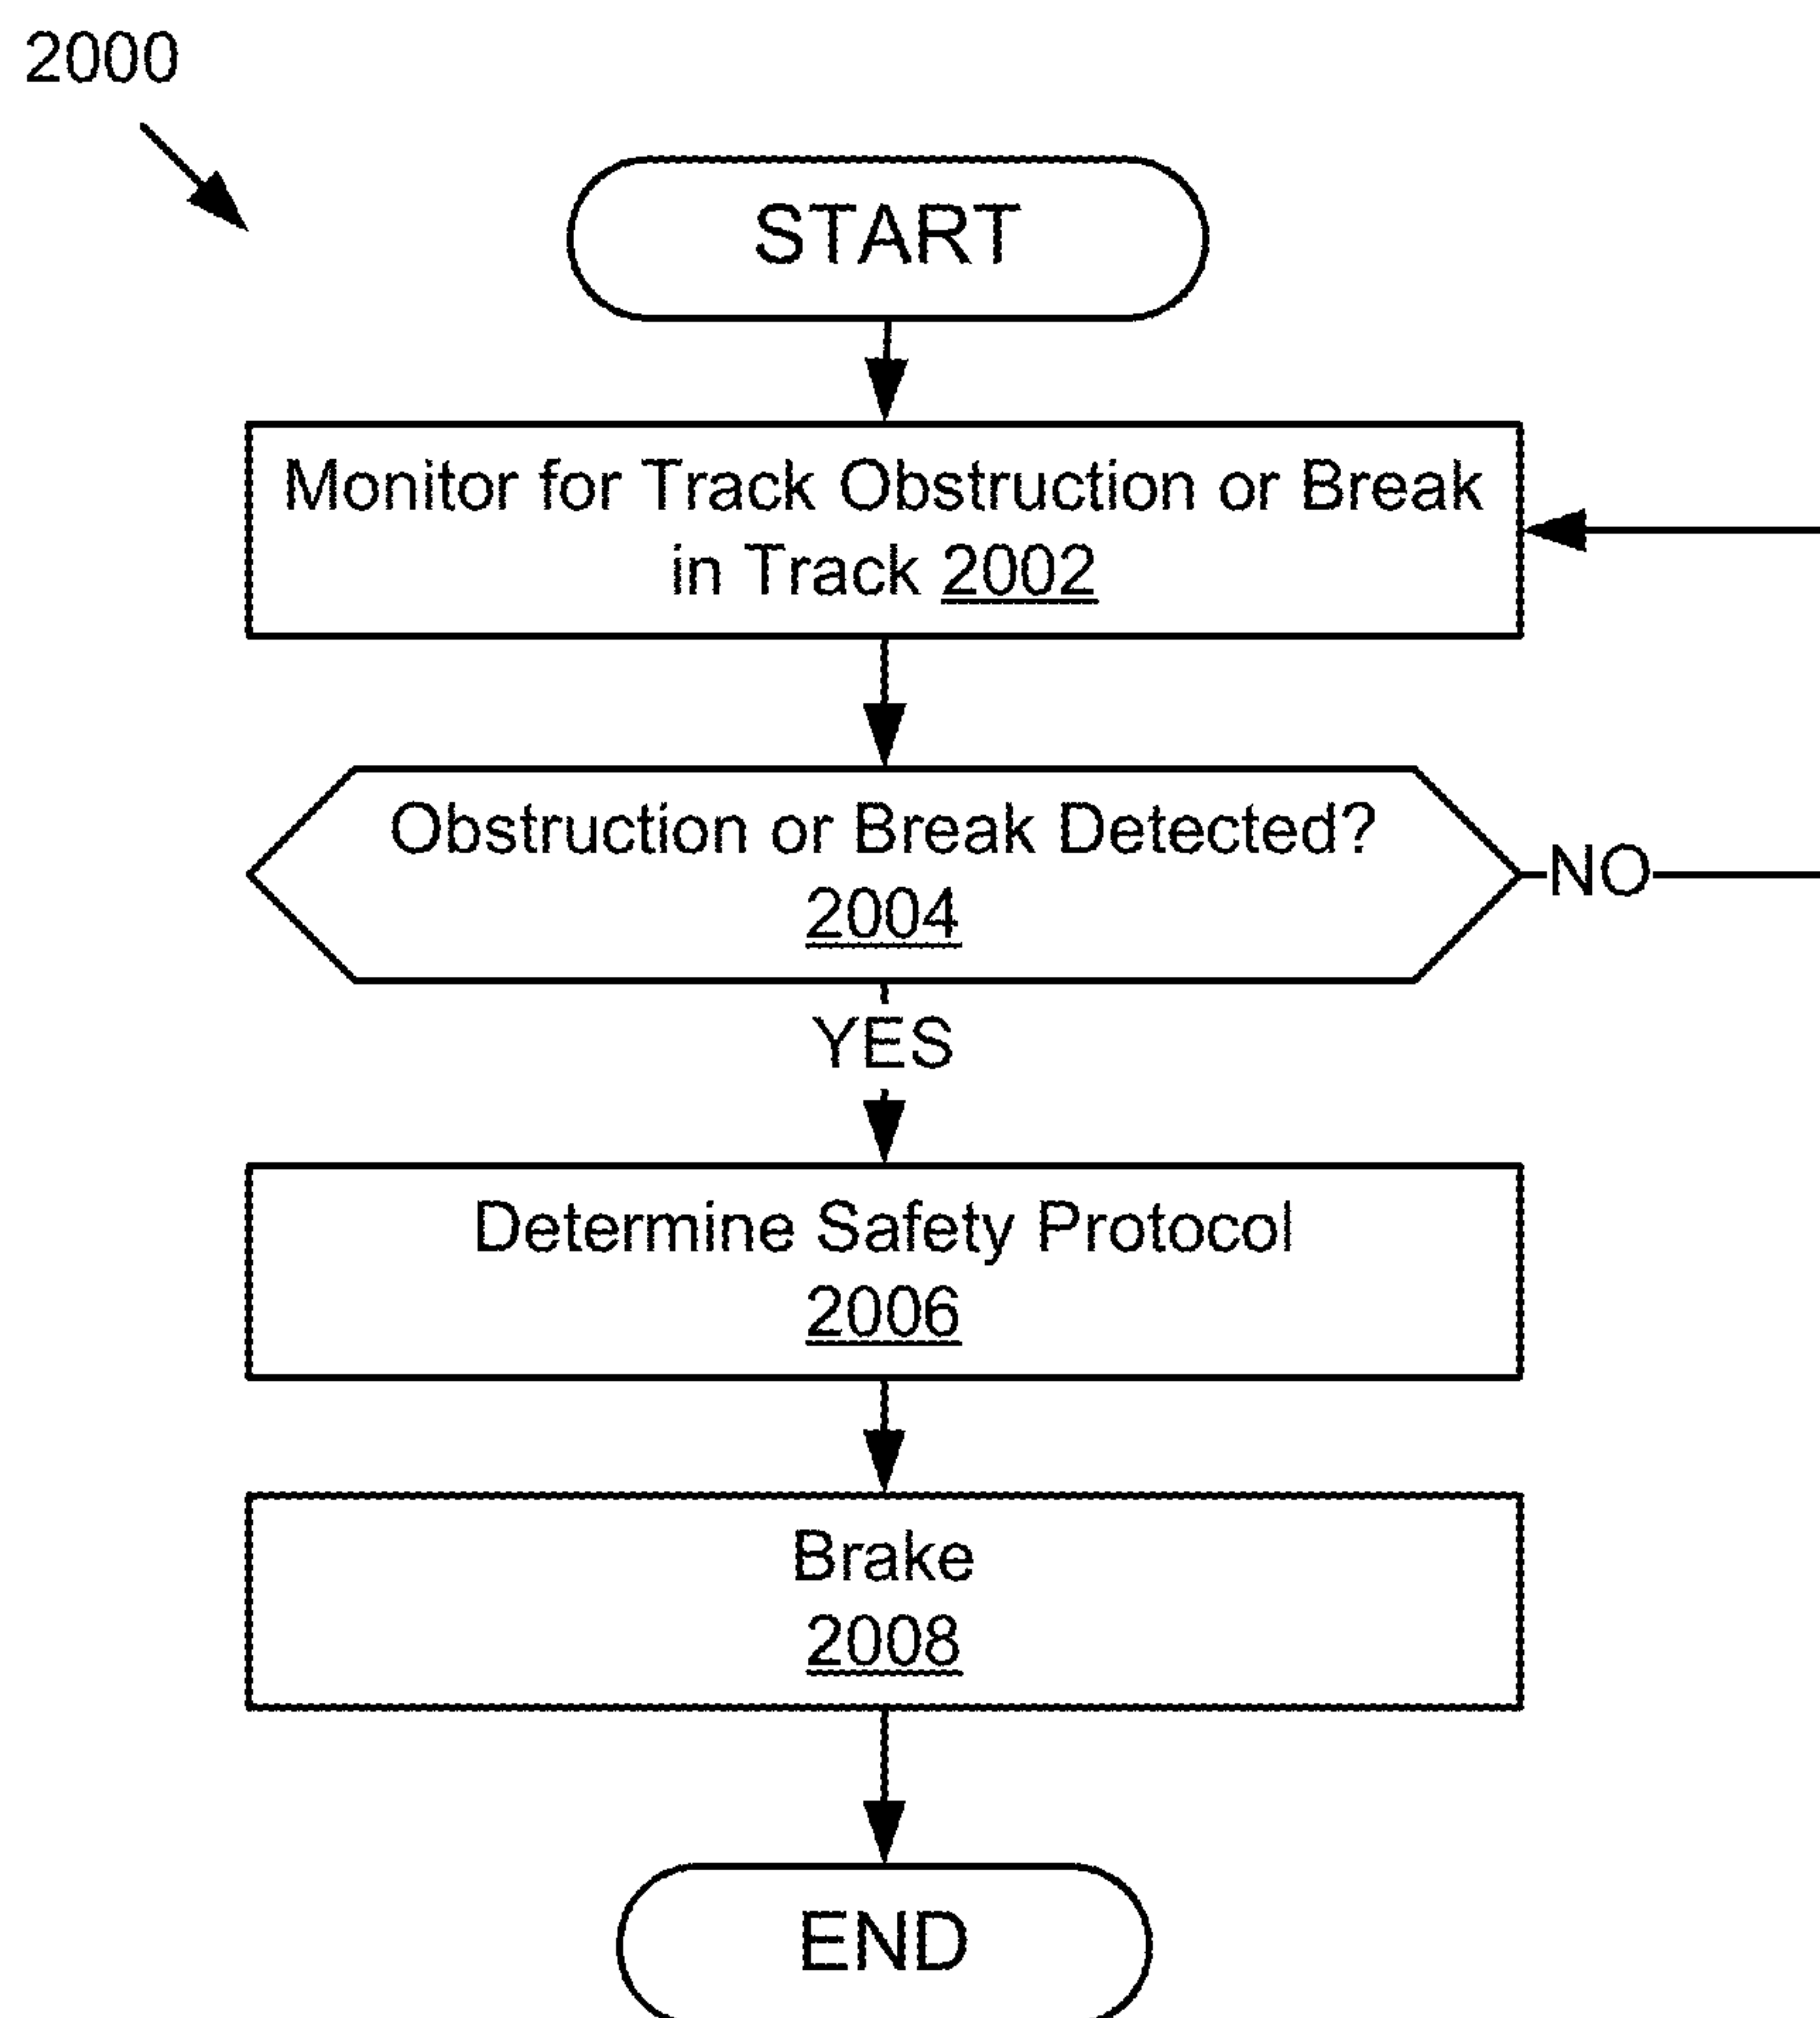 2000
START
Monitor for Track Obstruction or Break
in Track 2002
Obstruction or Break Detected?
2004
NO
YES
Determine Safety Protocol
2006
Brake
2008
END